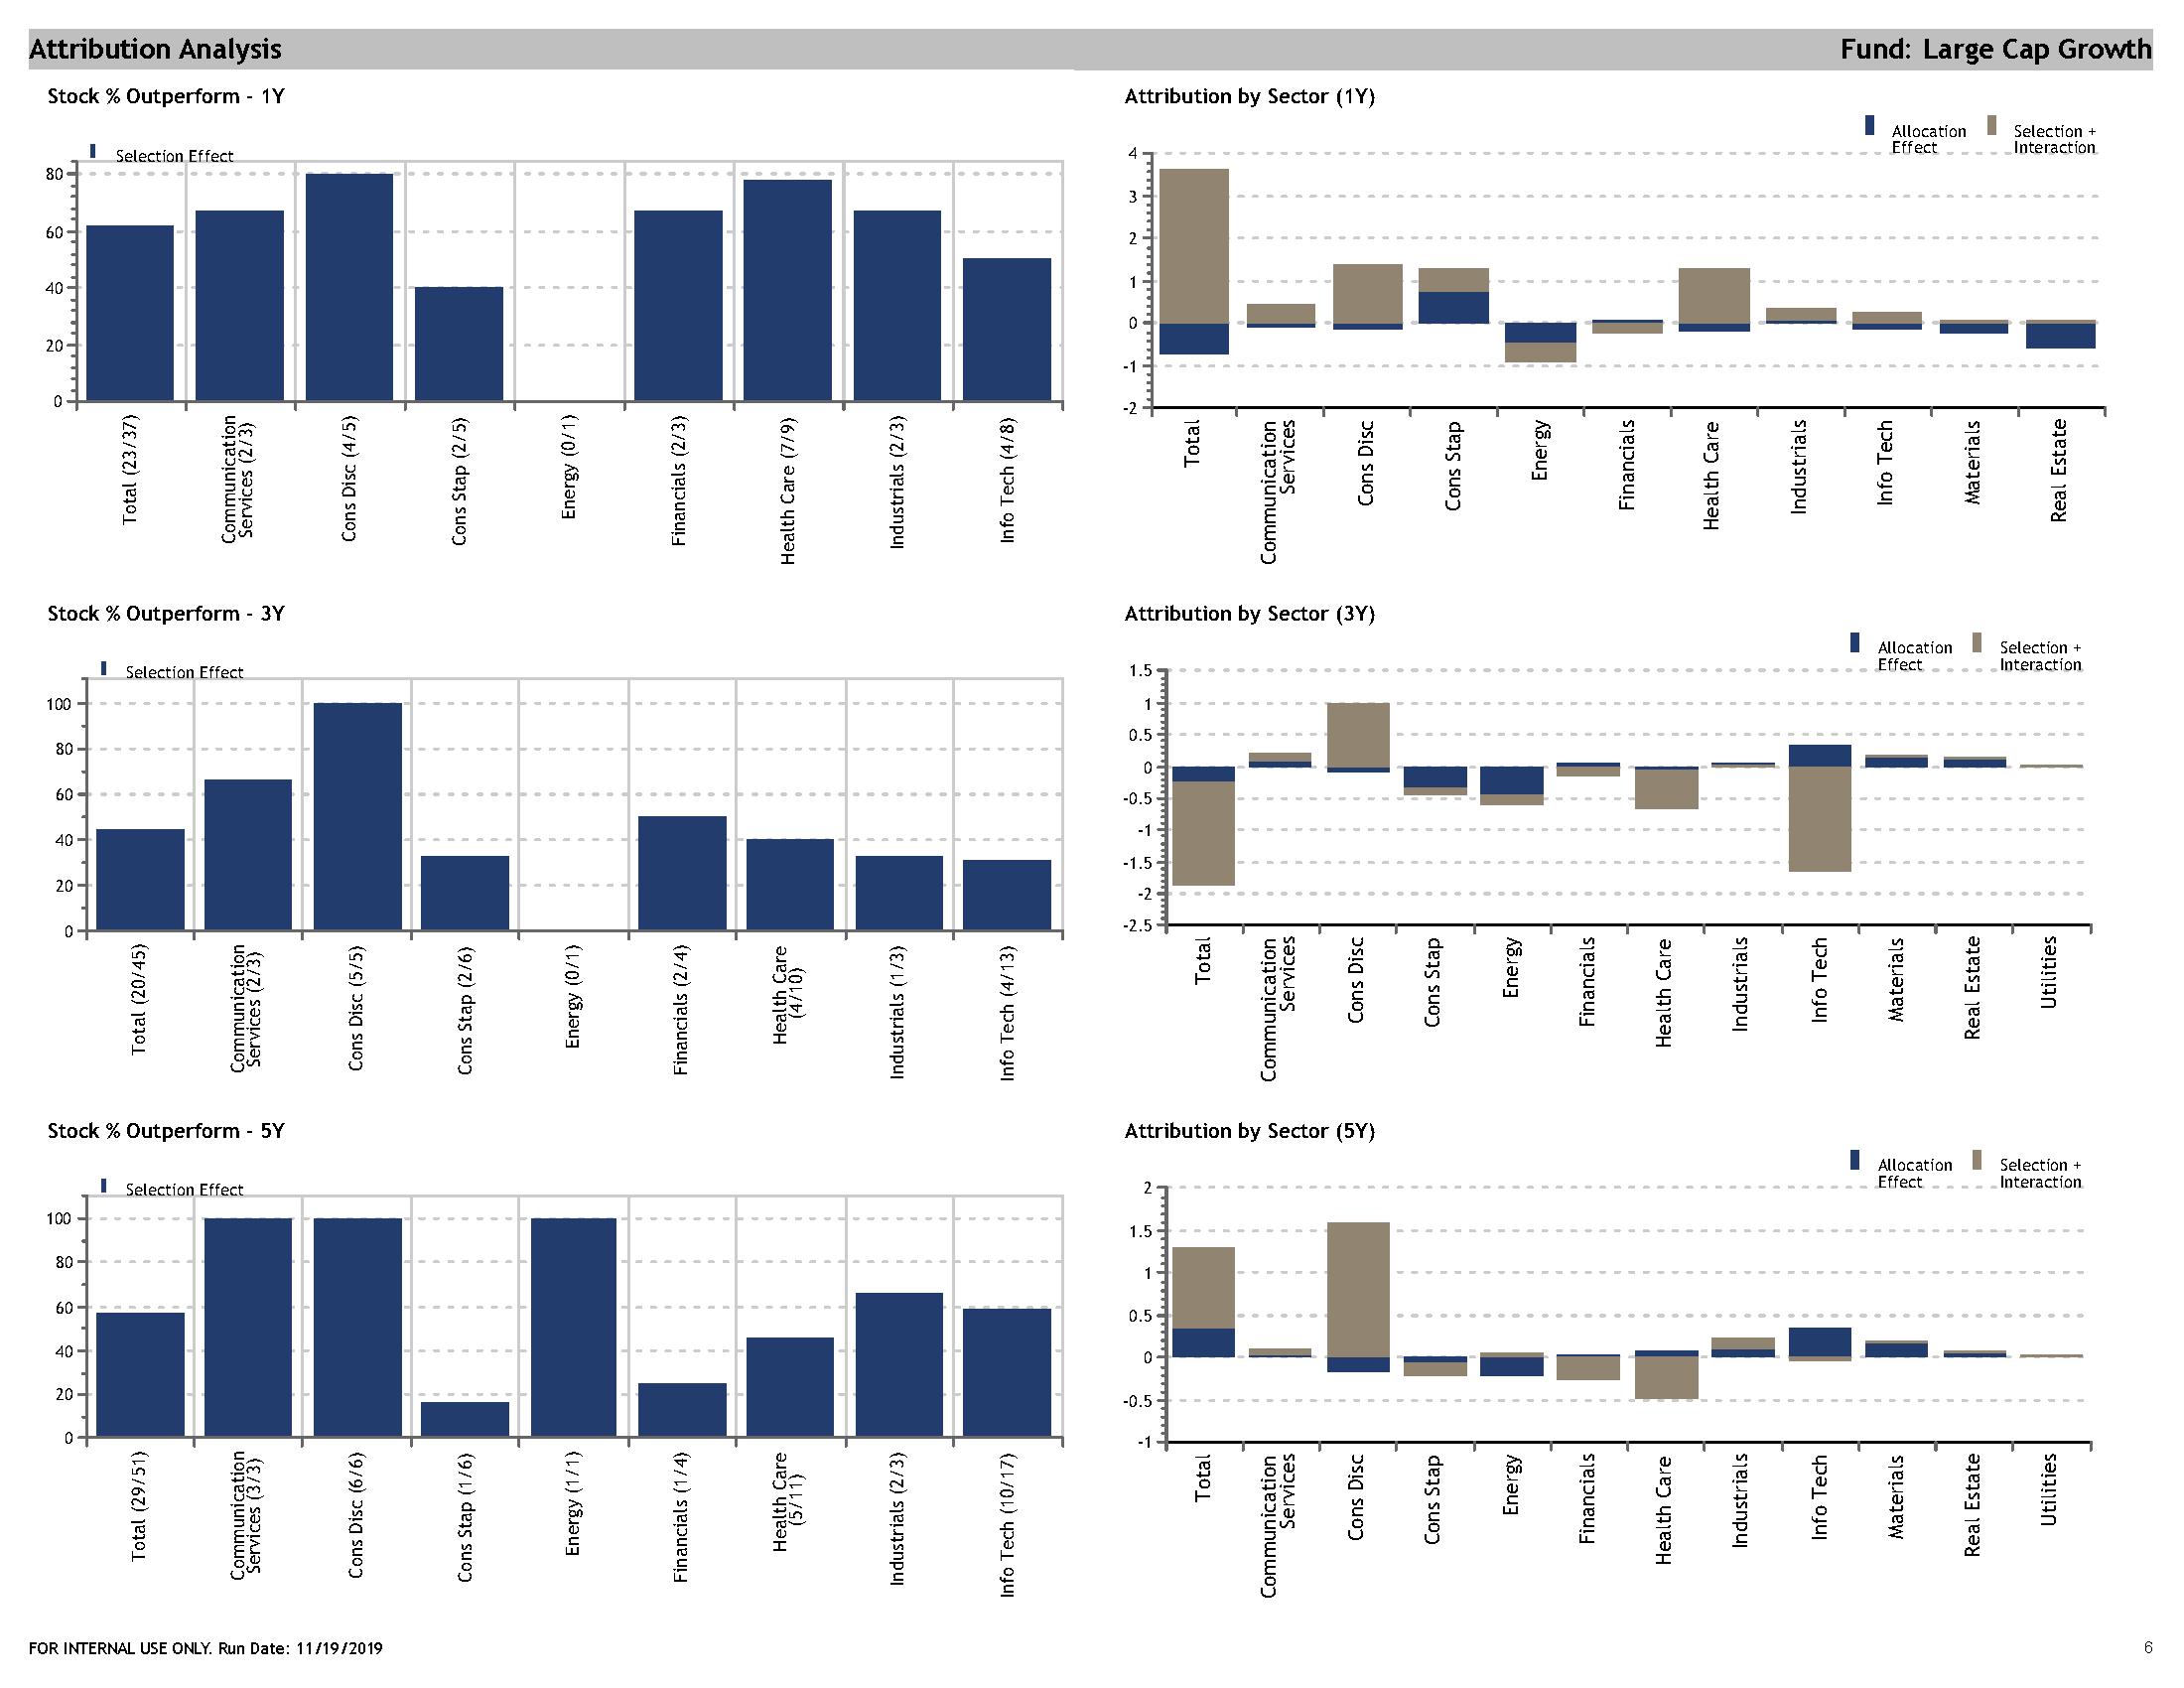 Attribution Analysis
Fund: Large Cap Growth
Stock % Outperform - 1Y
Selection Effect
80
60
40
20
0
Total (23/37)
Communication
Services (2/3)
Cons Disc (4/5)
Cons Stap (2/5)
Energy (0/1)
Financials (2/3)
Health Care (7/9)
Industrials (2/3)
Info Tech (4/8)
Attribution by Sector (1Y)
Allocation
Effect
Selection +
Interaction
4
3
2
1
0
-1
-2
Total
Communication
Services
Cons Disc
Cons Stap
Energy
Financials
Health Care
Industrials
Info Tech
Materials
Real Estate
Stock % Outperform - 3Y
Selection Effect
100
80
60
40
20
0
Total (20/45)
Communication
Services (2/3)
Cons Disc (5/5)
Cons Stap (2/6)
Energy (0/1)
Financials (2/4)
Health Care
(4/10)
Industrials (1/3)
Info Tech (4/13)
Attribution by Sector (3Y)
Allocation
Effect
Selection +
Interaction
1.5
1
0.5
0
-0.5
-1
-1.5
-2
-2.5
Total
Communication
Services
Cons Disc
Cons Stap
Energy
Financials
Health Care
Industrials
Info Tech
Materials
Real Estate
Utilities
Stock % Outperform - 5Y
Selection Effect
100
80
60
40
20
0
Total (29/51)
Communication
Services (3/3)
Cons Disc (6/6)
Cons Stap (1/6)
Energy (1/1)
Financials (1/4)
Health Care
(5/11)
Industrials (2/3)
Info Tech (10/17)
Attribution by Sector (5Y)
Allocation
Effect
Selection +
Interaction
2
1.5
1
0.5
0
-0.5
-1
Total
Communication
Services
Cons Disc
Cons Stap
Energy
Financials
Health Care
Industrials
Info Tech
Materials
Real Estate
Utilities
FOR INTERNAL USE ONLY. Run Date: 11/19/2019
6